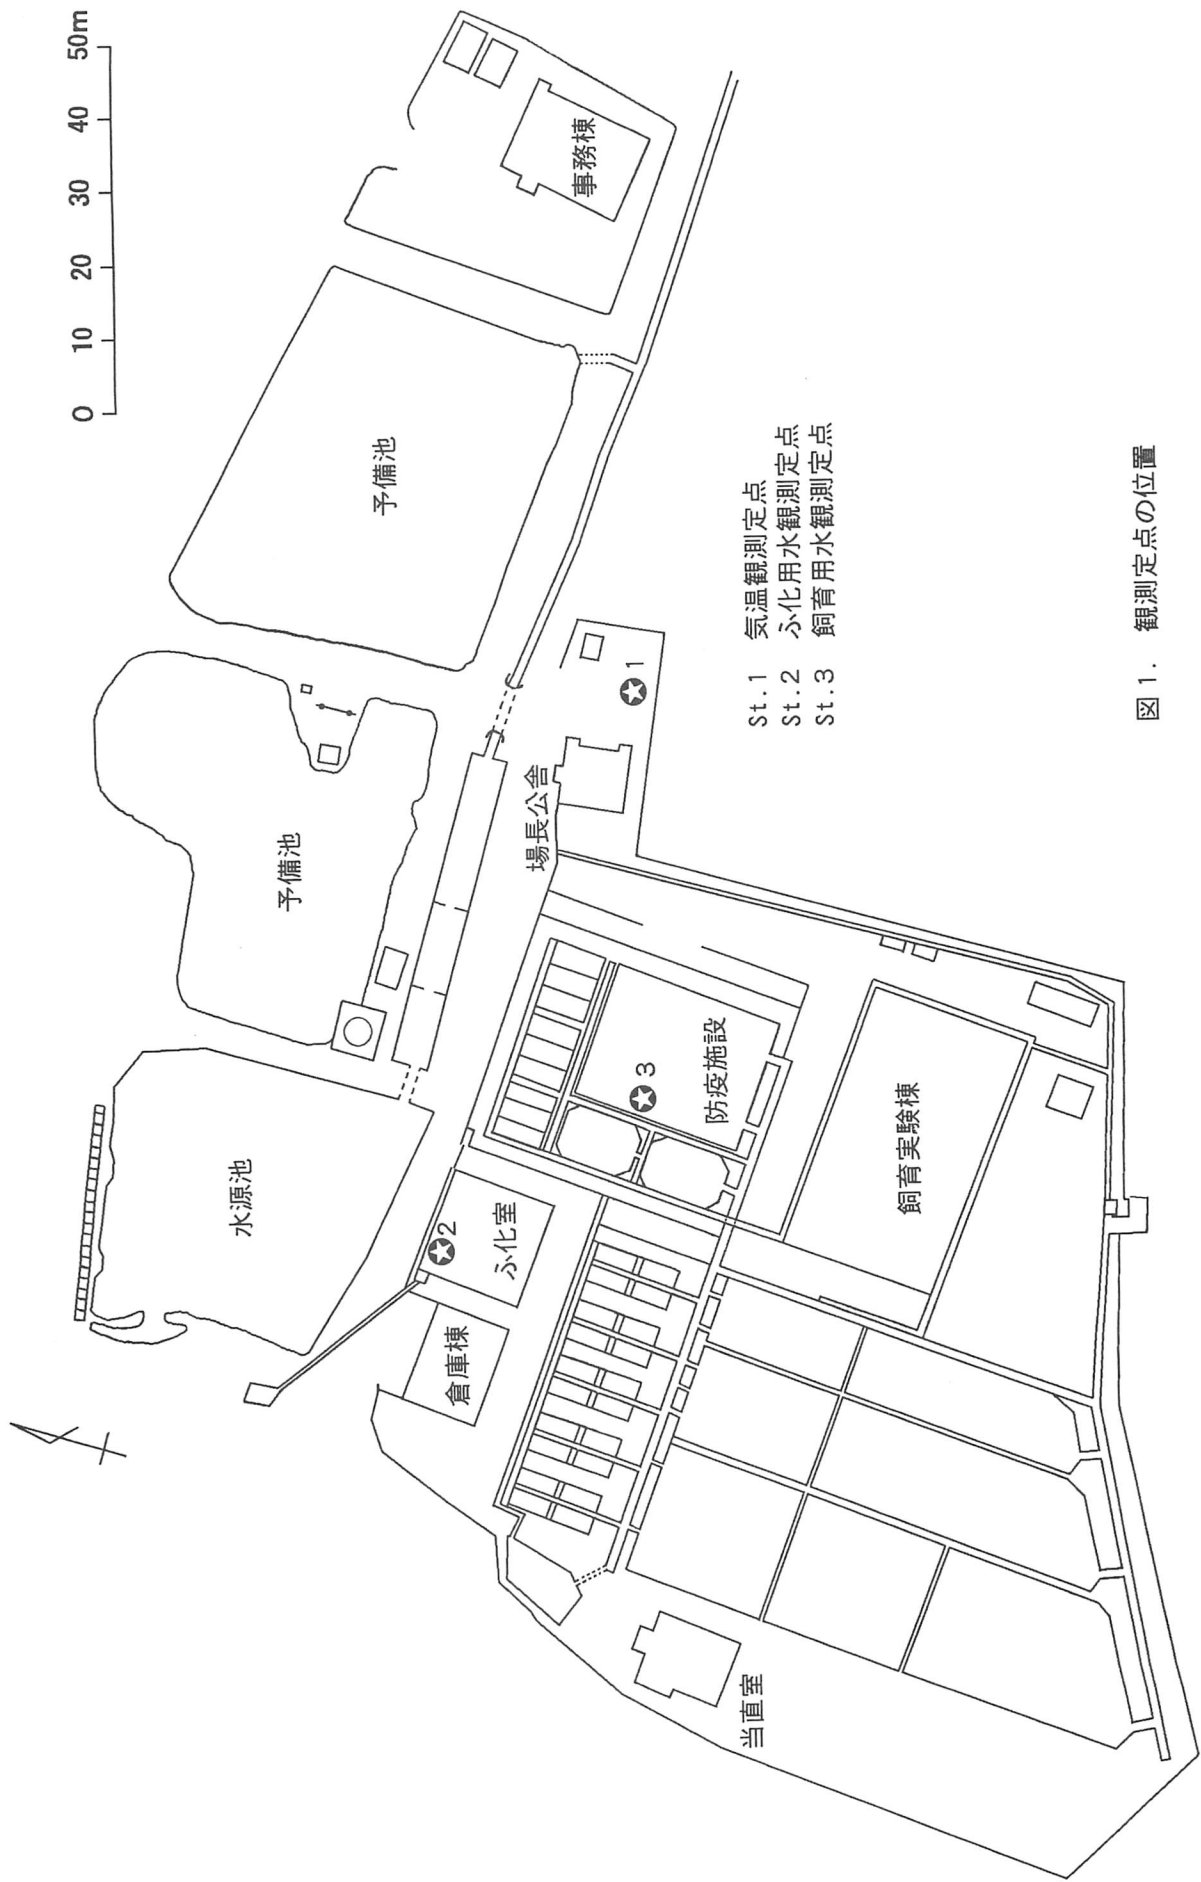 0 10 20 30 40 50m
水源池
予備池
予備池
事務棟
倉庫棟
ふ化室
2
場長公舎
1
3
防疫施設
当直室
飼育実験棟
St.1 気温観測定点
St.2 ふ化用水観測定点
St.3 飼育用水観測定点
図1. 観測定点の位置